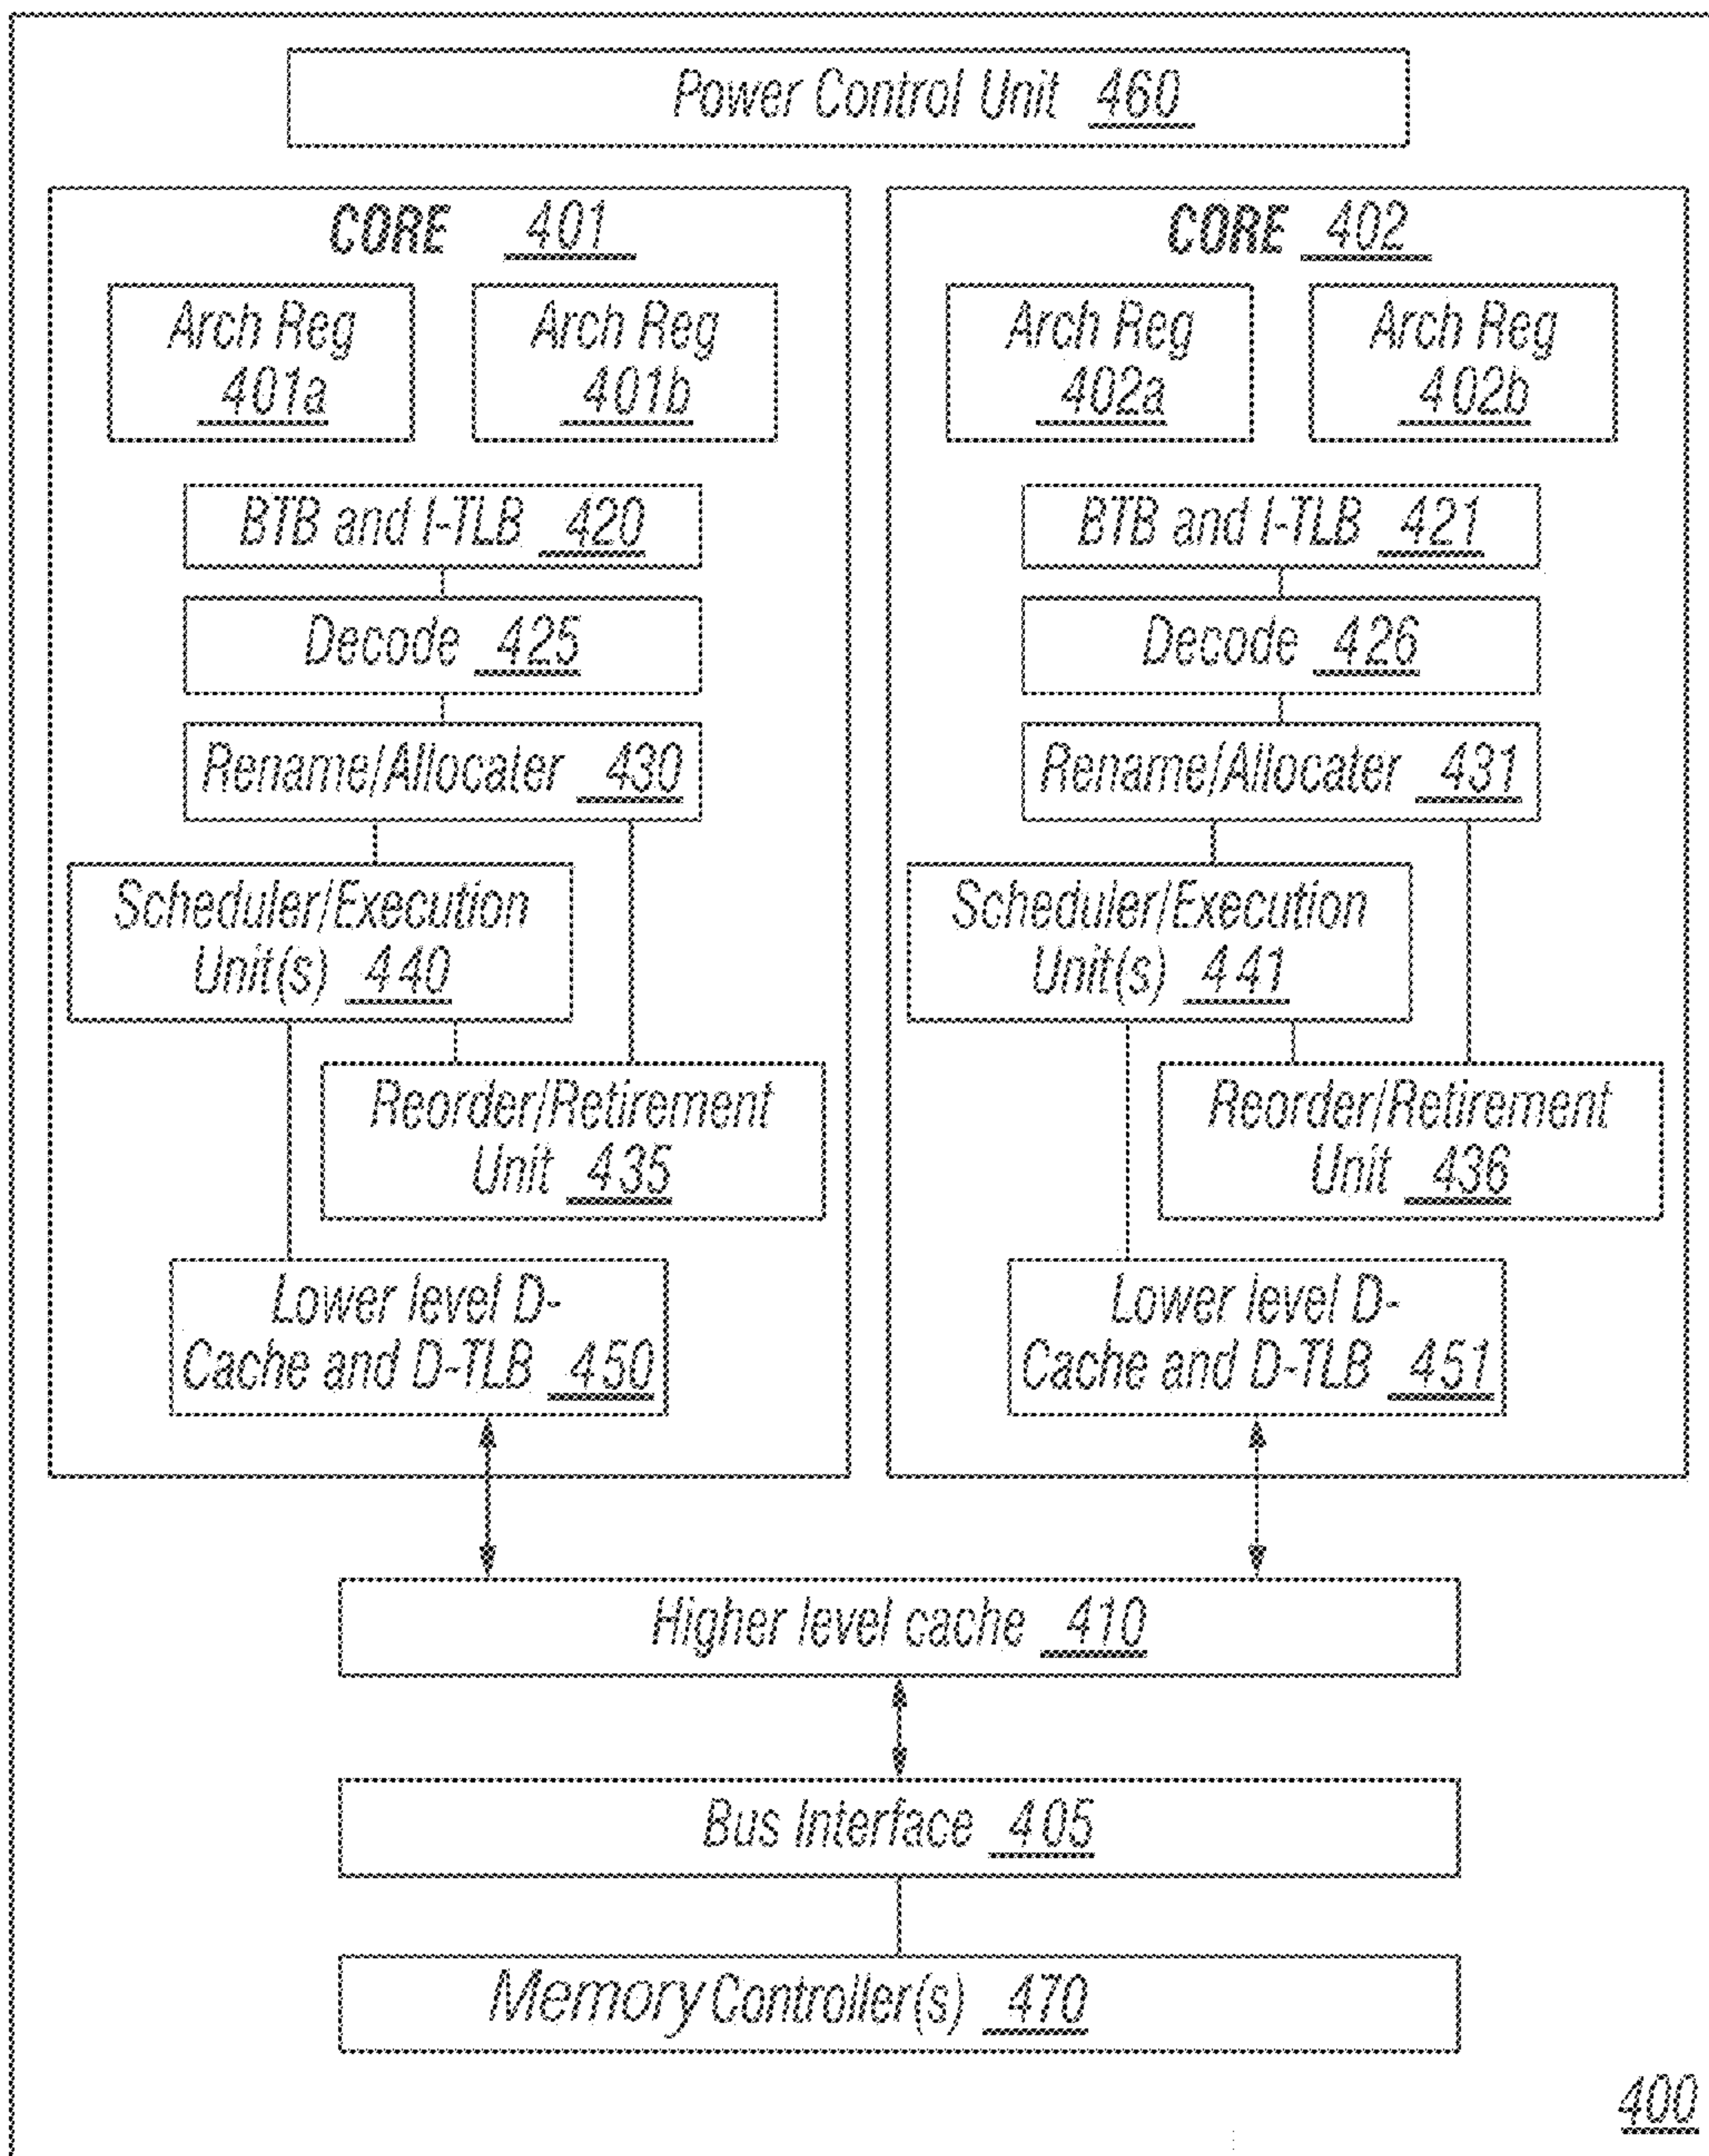 Power Control Unit 460
CORE 401
Arch Reg
401a
Arch Reg
401b
BTB and I-TLB 420
Decode 425
Rename/Allocater 430
Scheduler/Execution
Unit(s) 440
Reorder/Retirement
Unit 435
Lower level D-
Cache and D-TLB 450
CORE 402
Arch Reg
402a
Arch Reg
402b
BTB and I-TLB 421
Decode 426
Rename/Allocater 431
Scheduler/Execution
Unit(s) 441
Reorder/Retirement
Unit 436
Lower level D-
Cache and D-TLB 451
Higher level cache 410
Bus Interface 405
Memory Controller(s) 470
400